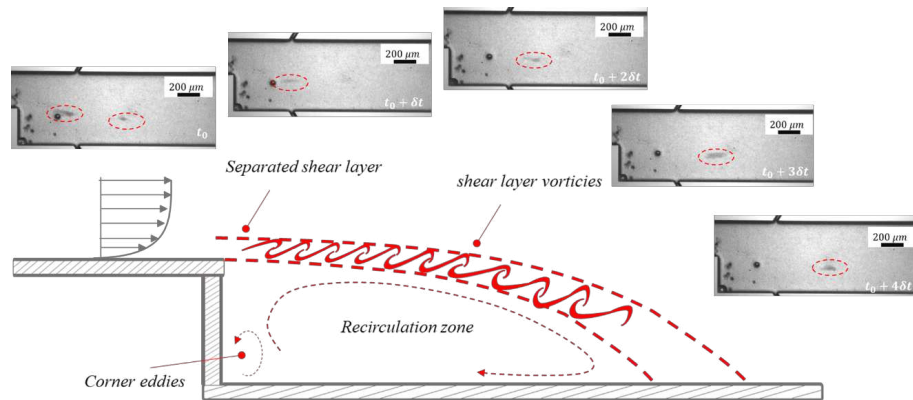 200 μm
t₀ + 2δt
200 μm
t₀ + δt
200 μm
t₀
200 μm
t₀ + 3δt
Separated shear layer
shear layer vorticies
200 μm
t₀ + 4δt
Recirculation zone
Corner eddies